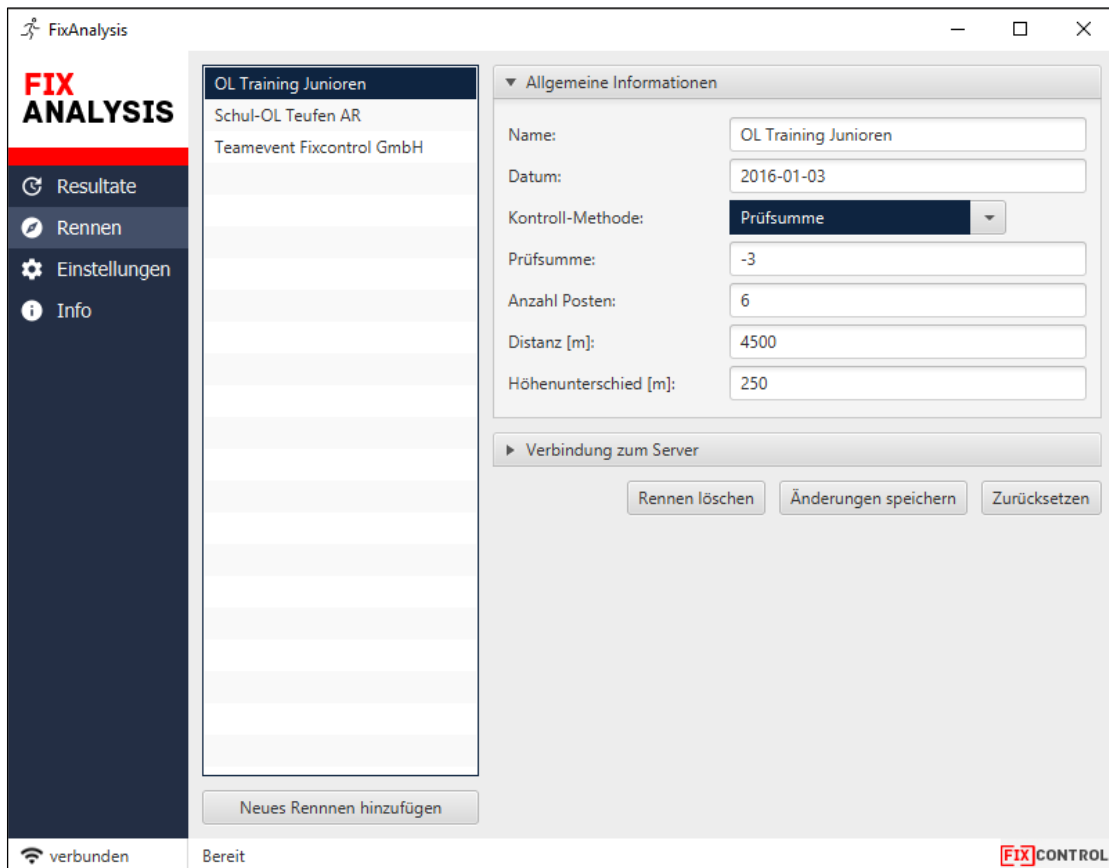 FixAnalysis
FIX
ANALYSIS
Resultate
Rennen
Einstellungen
Info
OL Training Junioren
Schul-OL Teufen AR
Teamevent Fixcontrol GmbH
Neues Rennnen hinzufügen
Allgemeine Informationen
Name: OL Training Junioren
Datum: 2016-01-03
Kontroll-Methode: Prüfsumme
Prüfsumme: -3
Anzahl Posten: 6
Distanz [m]: 4500
Höhenunterschied [m]: 250
Verbindung zum Server
Rennen löschen Änderungen speichern Zurücksetzen
verbunden Bereit FIXCONTROL